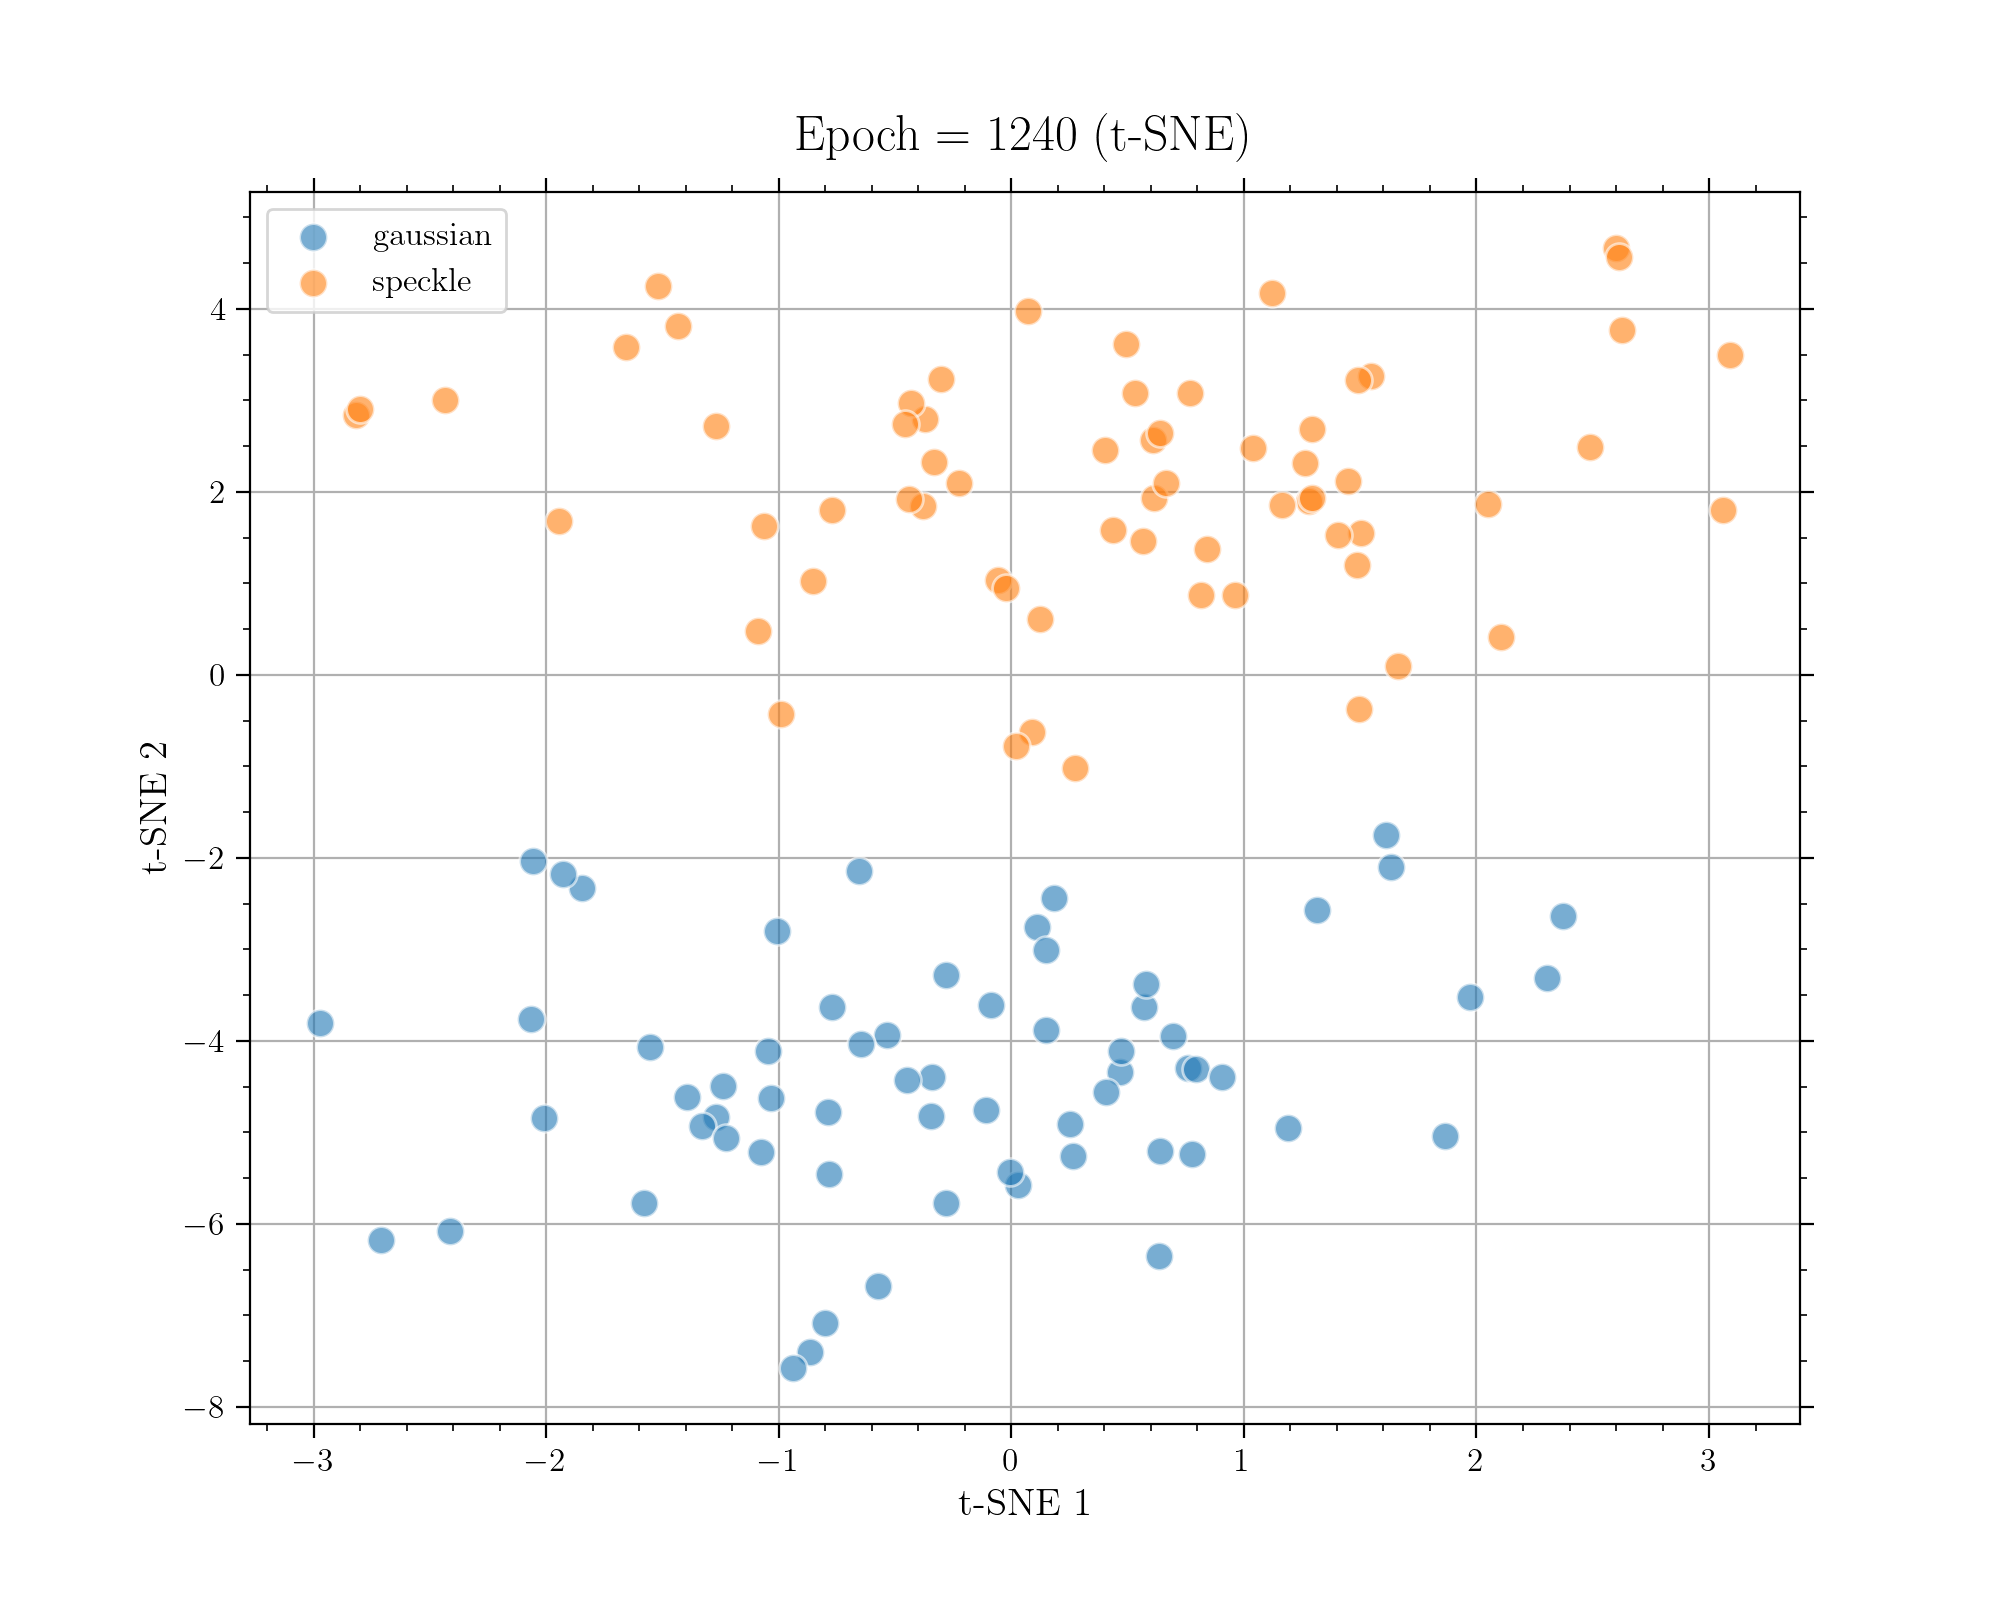 Epoch = 1240 (t-SNE)
gaussian
speckle
4
2
0
−2
−4
−6
−8
t-SNE 2
−3 −2 −1 0 1 2 3
t-SNE 1